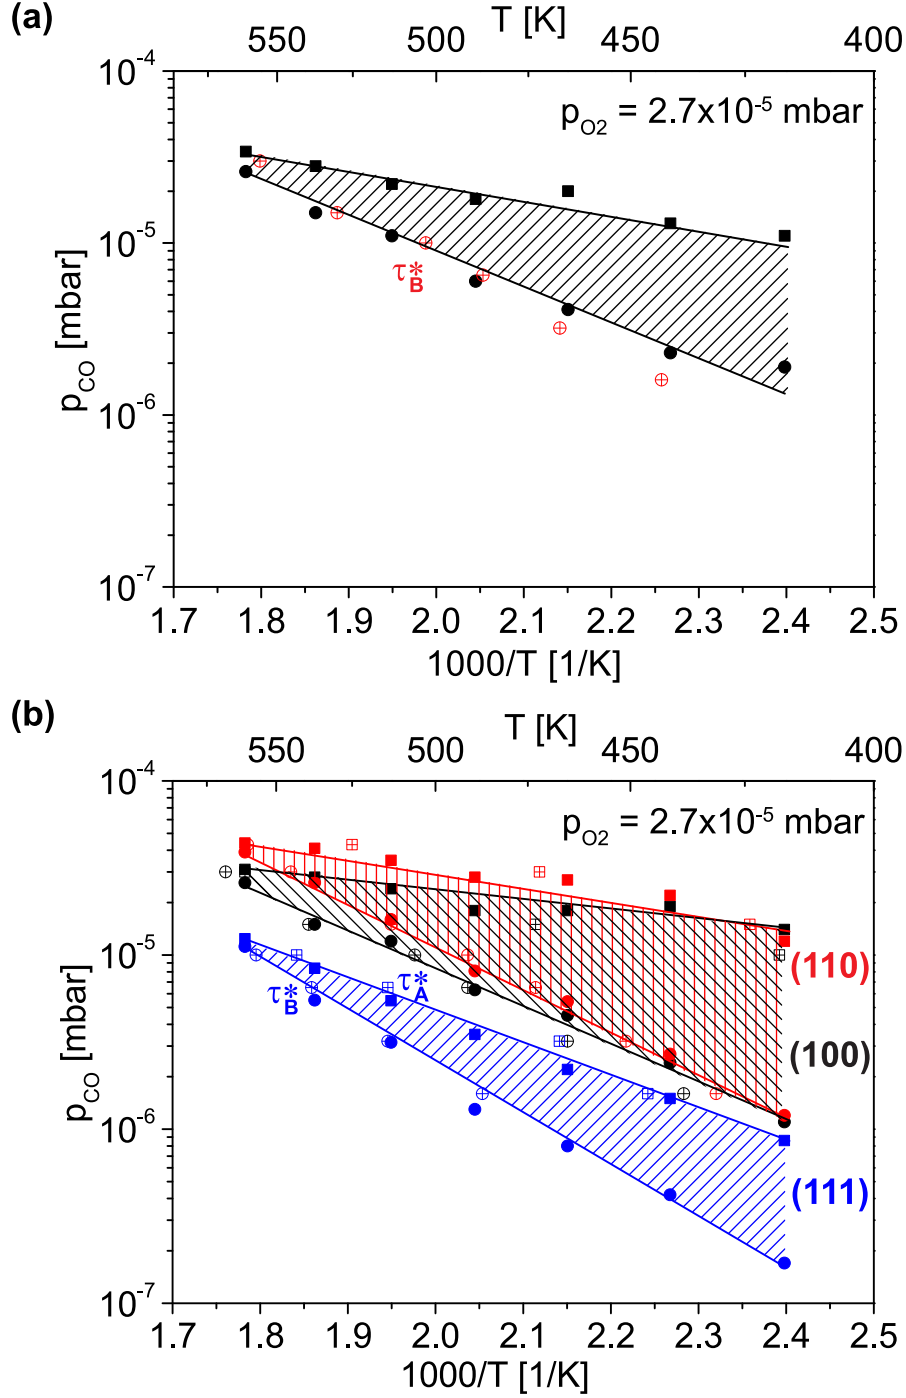 (a)
T [K]
550 500 450 400
10⁻⁴
p_O2 = 2.7x10⁻⁵ mbar
10⁻⁵
τ*_B
p_CO [mbar]
10⁻⁶
10⁻⁷
1.7 1.8 1.9 2.0 2.1 2.2 2.3 2.4 2.5
1000/T [1/K]
(b)
T [K]
550 500 450 400
10⁻⁴
p_O2 = 2.7x10⁻⁵ mbar
10⁻⁵
(110)
τ*_B τ*_A
p_CO [mbar]
(100)
10⁻⁶
(111)
10⁻⁷
1.7 1.8 1.9 2.0 2.1 2.2 2.3 2.4 2.5
1000/T [1/K]